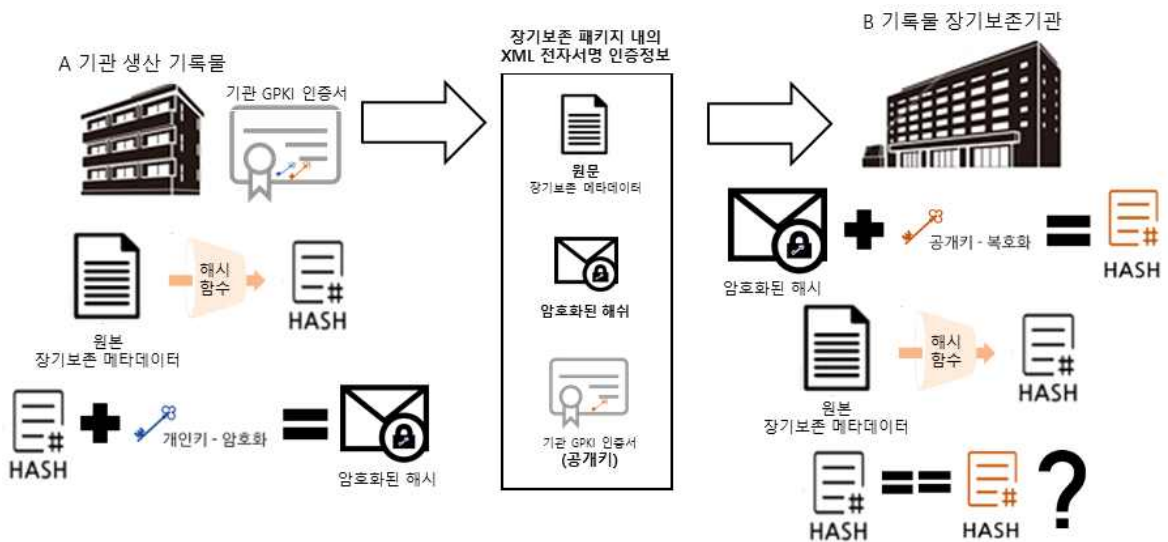 A 기관 생산 기록물
기관 GPKI 인증서
해시
함수
#
HASH
원본
장기보존 메타데이터
#
HASH
개인키 - 암호화
암호화된 해시
장기보존 패키지 내의
XML 전자서명 인증정보
원문
장기보존 메타데이터
암호화된 해쉬
기관 GPKI 인증서
(공개키)
B 기록물 장기보존기관
암호화된 해시
공개키 - 복호화
#
HASH
해시
함수
#
HASH
원본
장기보존 메타데이터
#
HASH
==
#
HASH
?